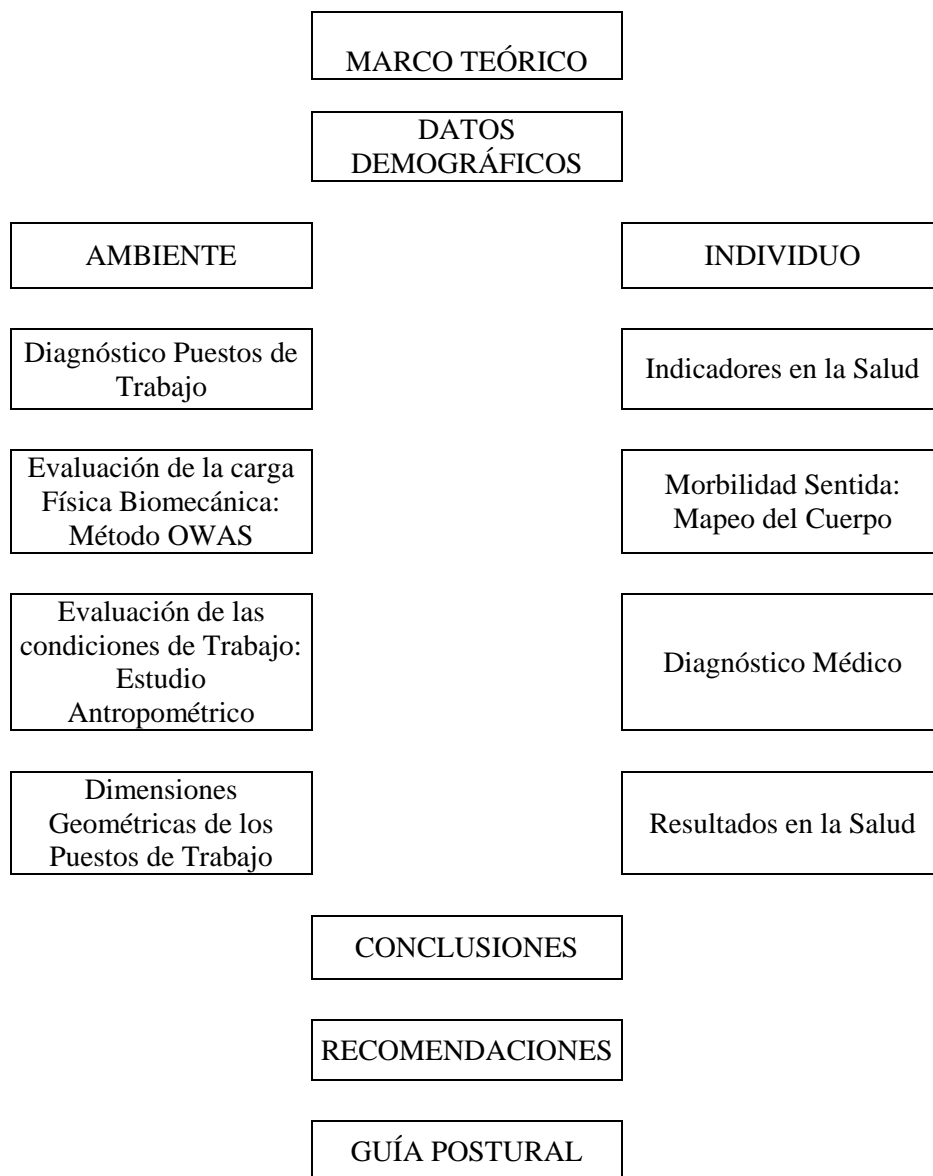 MARCO TEÓRICO
DATOS
DEMOGRÁFICOS
AMBIENTE
INDIVIDUO
Diagnóstico Puestos de
Trabajo
Indicadores en la Salud
Evaluación de la carga
Física Biomecánica:
Método OWAS
Morbilidad Sentida:
Mapeo del Cuerpo
Evaluación de las
condiciones de Trabajo:
Estudio
Antropométrico
Diagnóstico Médico
Dimensiones
Geométricas de los
Puestos de Trabajo
Resultados en la Salud
CONCLUSIONES
RECOMENDACIONES
GUÍA POSTURAL